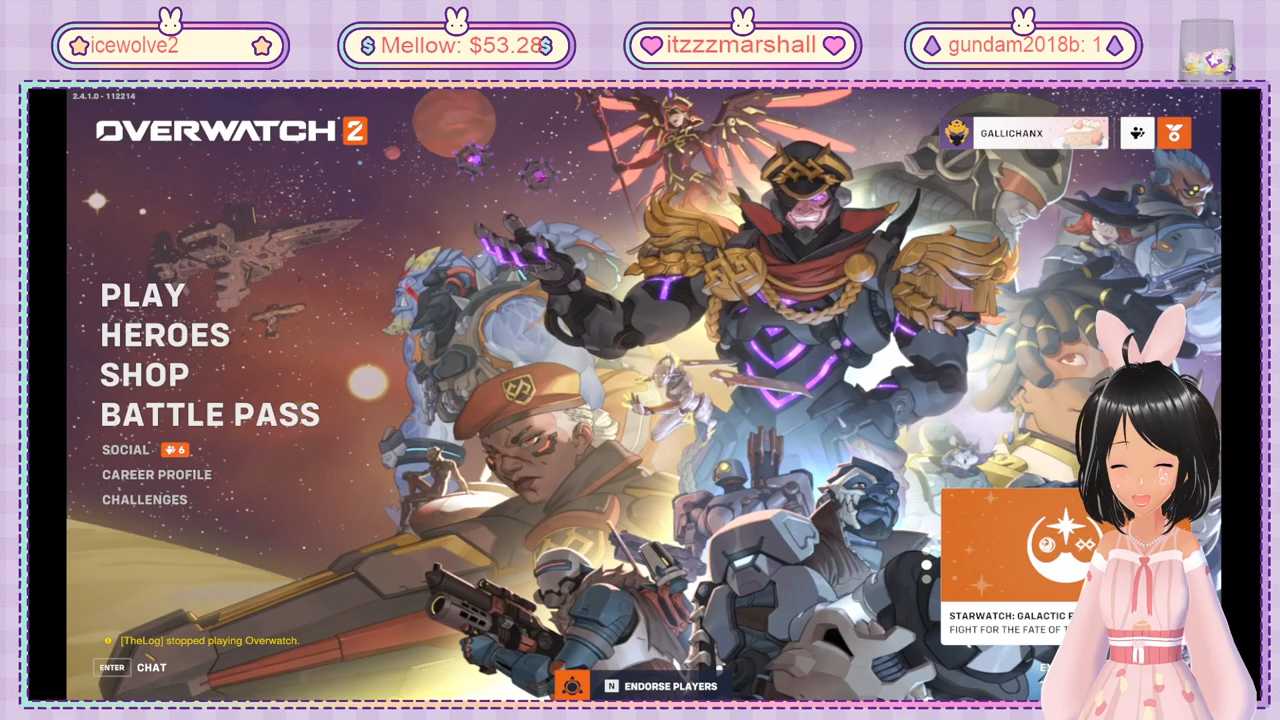 icewolve2
Mellow: $53.28
itzzzmarshall
gundam2018b: 1
2.4.1.0 - 112214
OVERWATCH 2
GALLICHANX
PLAY
HEROES
SHOP
BATTLE PASS
SOCIAL 6
CAREER PROFILE
CHALLENGES
STARWATCH: GALACTIC
FIGHT FOR THE FATE OF
[TheLog] stopped playing Overwatch.
ENTER CHAT
N ENDORSE PLAYERS